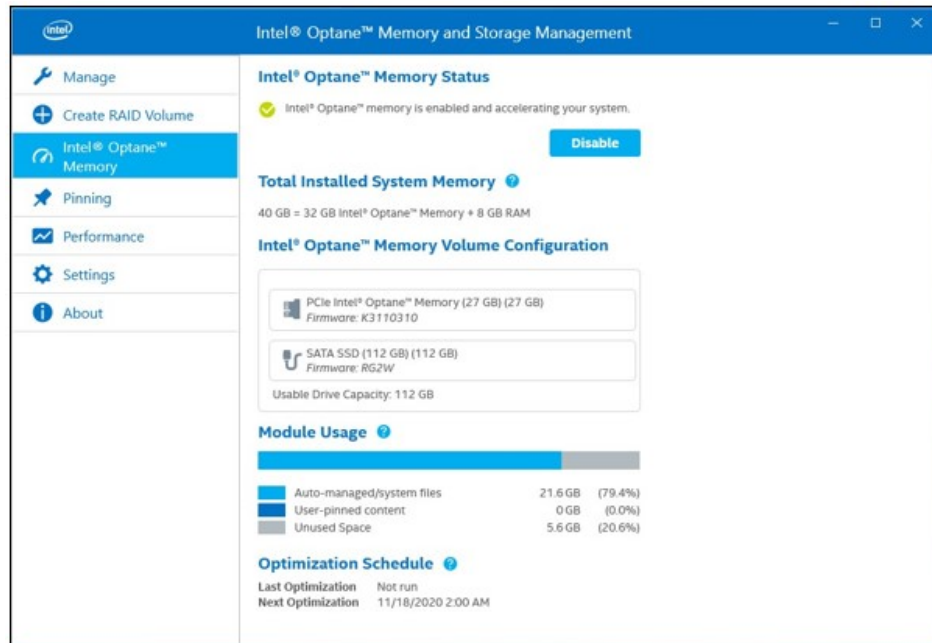 intel
Intel® Optane™ Memory and Storage Management
Manage
Create RAID Volume
Intel® Optane™
Memory
Pinning
Performance
Settings
About
Intel® Optane™ Memory Status
Intel® Optane™ memory is enabled and accelerating your system.
Disable
Total Installed System Memory ?
40 GB = 32 GB Intel® Optane™ Memory + 8 GB RAM
Intel® Optane™ Memory Volume Configuration
PCIe Intel® Optane™ Memory (27 GB) (27 GB)
Firmware: K3110310
SATA SSD (112 GB) (112 GB)
Firmware: RG2W
Usable Drive Capacity: 112 GB
Module Usage ?
Auto-managed/system files 21.6 GB (79.4%)
User-pinned content 0 GB (0.0%)
Unused Space 5.6 GB (20.6%)
Optimization Schedule ?
Last Optimization Not run
Next Optimization 11/18/2020 2:00 AM